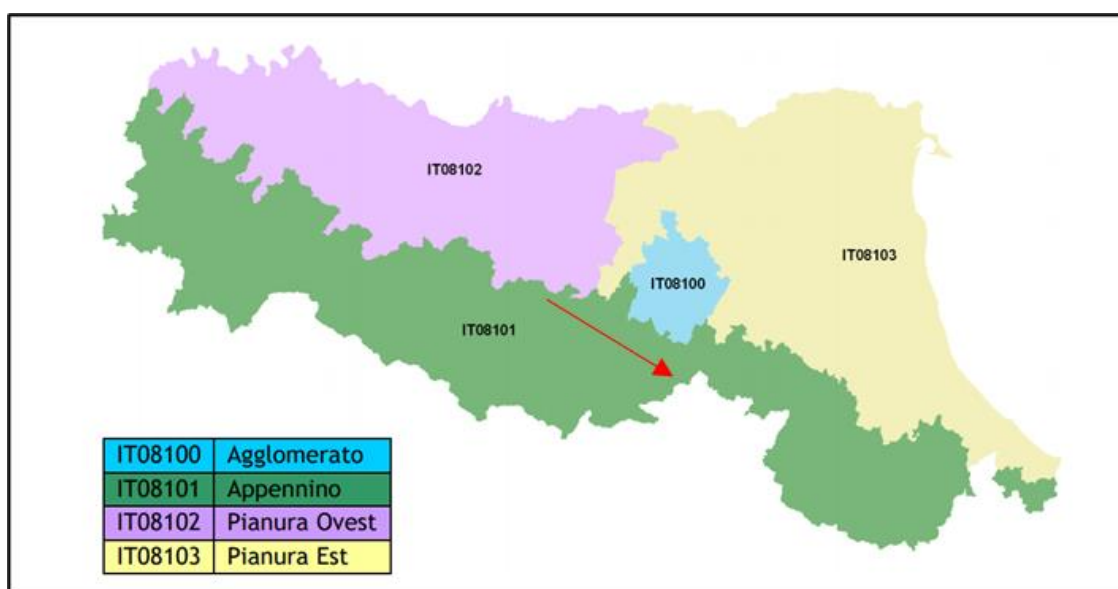 IT08102
IT08103
IT08100
IT08101
IT08100 Agglomerato
IT08101 Appennino
IT08102 Pianura Ovest
IT08103 Pianura Est